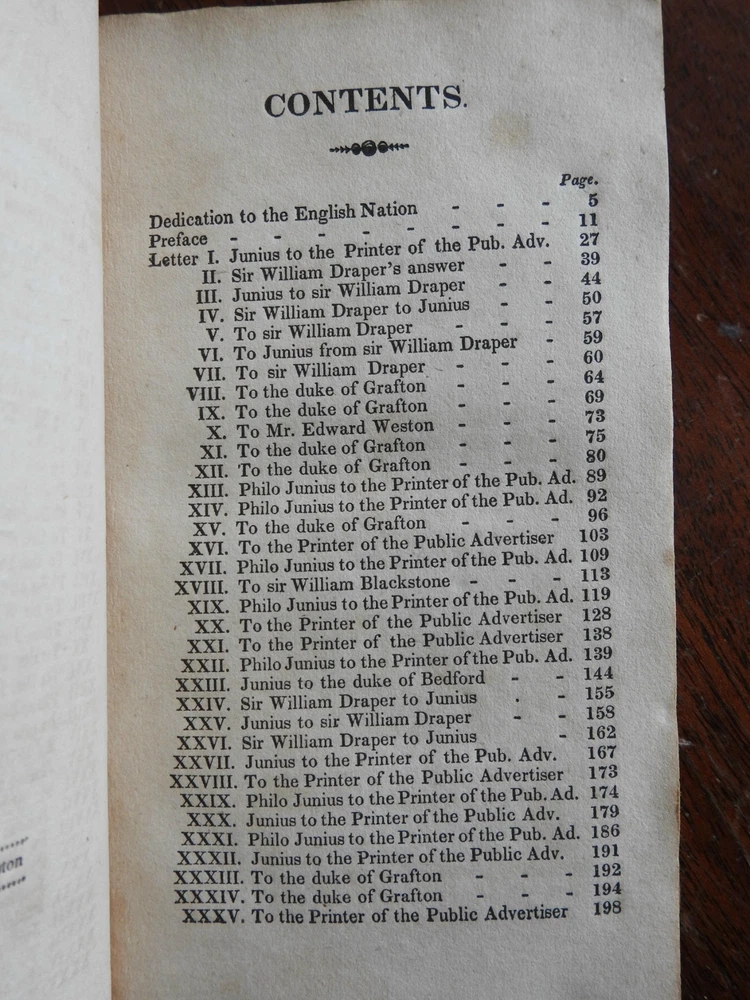 CONTENTS.
Page.
Dedication to the English Nation - - - 5
Preface - - - - - - - - 11
Letter I. Junius to the Printer of the Pub. Adv. 27
II. Sir William Draper's answer - - 39
III. Junius to sir William Draper - - 44
IV. Sir William Draper to Junius - - 50
V. To sir William Draper - - - 57
VI. To Junius from sir William Draper - 59
VII. To sir William Draper - - - 60
VIII. To the duke of Grafton - - - 64
IX. To the duke of Grafton - - - 69
X. To Mr. Edward Weston - - - 73
XI. To the duke of Grafton - - - 75
XII. To the duke of Grafton - - - 80
XIII. Philo Junius to the Printer of the Pub. Ad. 89
XIV. Philo Junius to the Printer of the Pub. Ad. 92
XV. To the duke of Grafton - - - 96
XVI. To the Printer of the Public Advertiser 103
XVII. Philo Junius to the Printer of the Pub. Ad. 109
XVIII. To sir William Blackstone - - - 113
XIX. Philo Junius to the Printer of the Pub. Ad. 119
XX. To the Printer of the Public Advertiser 128
XXI. To the Printer of the Public Advertiser 138
XXII. Philo Junius to the Printer of the Pub. Ad. 139
XXIII. Junius to the duke of Bedford - - 144
XXIV. Sir William Draper to Junius . - 155
XXV. Junius to sir William Draper - - 158
XXVI. Sir William Draper to Junius - 162
XXVII. Junius to the Printer of the Pub. Adv. 167
XXVIII. To the Printer of the Public Advertiser 173
XXIX. Philo Junius to the Printer of the Pub. Ad. 174
XXX. Junius to the Printer of the Public Adv. 179
XXXI. Philo Junius to the Printer of the Pub. Ad. 186
XXXII. Junius to the Printer of the Public Adv. 191
XXXIII. To the duke of Grafton - - - 192
XXXIV. To the duke of Grafton - - - 194
XXXV. To the Printer of the Public Advertiser 198